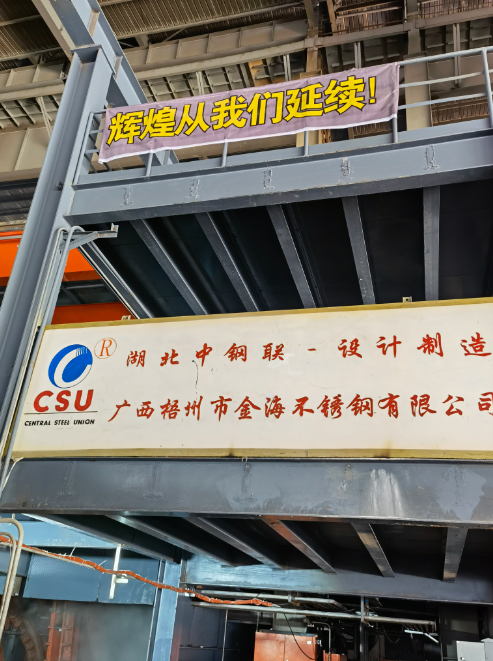 辉煌从我们延续!
® 湖北中钢联-设计制造
CSU
CENTRAL STEEL UNION
广西梧州市金海不锈钢有限公司